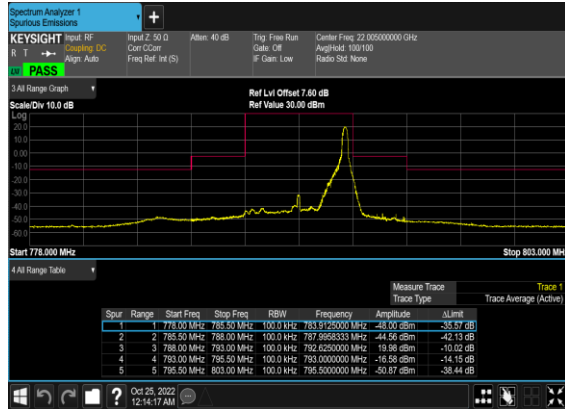 Spectrum Analyzer 1
Spurious Emissions
+
KEYSIGHT Input: RF Input Z: 50 Ω Atten: 40 dB Trig: Free Run Center Freq: 22.005000000 GHz
R T Coupling: DC Corr CCorr Gate: Off Avg|Hold: 100/100
Align: Auto Freq Ref: Int (S) IF Gain: Low Radio Std: None
PASS
3 All Range Graph
Ref Lvl Offset 7.60 dB
Scale/Div 10.0 dB Ref Value 30.00 dBm
Log
20.0
10.0
0.00
-10.0
-20.0
-30.0
-40.0
-50.0
-60.0
Start 778.000 MHz Stop 803.000 MH
4 All Range Table
Measure Trace Trace 1
Trace Type Trace Average (Active)
Spur Range Start Freq Stop Freq RBW Frequency Amplitude ΔLimit
1 1 778.00 MHz 785.50 MHz 100.0 kHz 783.9125000 MHz -48.00 dBm -35.57 dB
2 2 785.50 MHz 788.00 MHz 100.0 kHz 787.9958333 MHz -44.56 dBm -42.13 dB
3 3 788.00 MHz 793.00 MHz 100.0 kHz 792.6250000 MHz 19.98 dBm -10.02 dB
4 4 793.00 MHz 795.50 MHz 100.0 kHz 793.0000000 MHz -16.58 dBm -14.15 dB
5 5 795.50 MHz 803.00 MHz 100.0 kHz 795.5000000 MHz -50.87 dBm -38.44 dB
?
Oct 25, 2022
12:14:17 AM